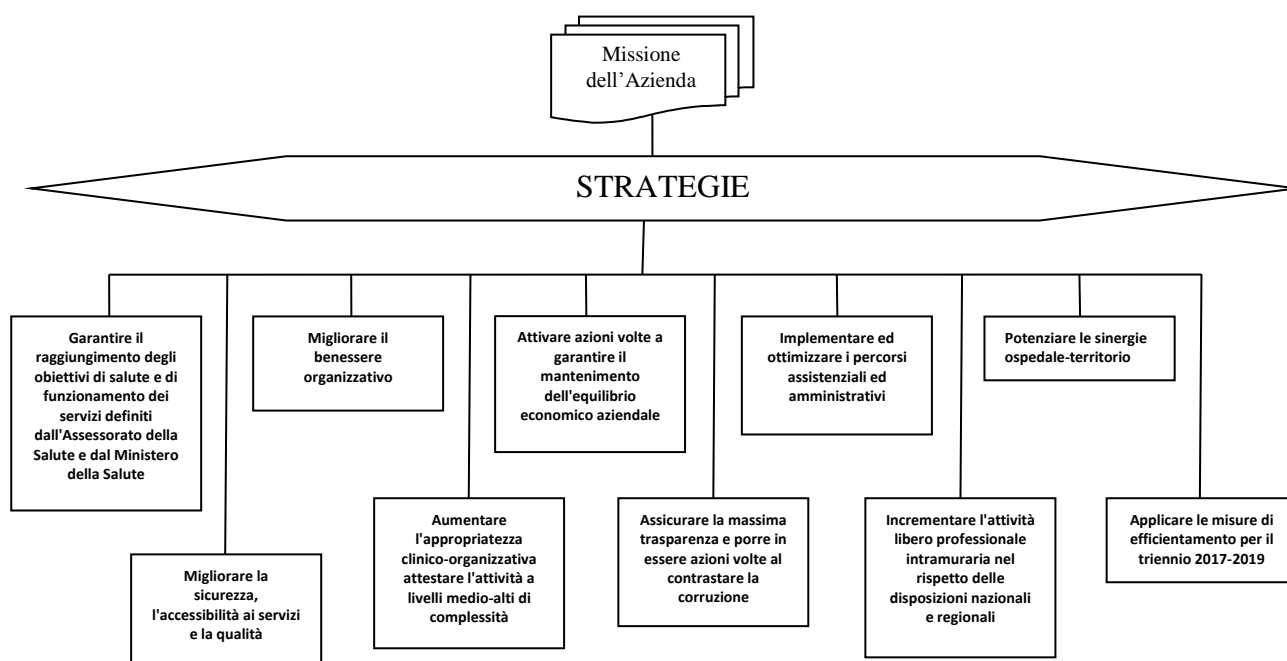 Missione
dell'Azienda
STRATEGIE
Garantire il
raggiungimento degli
obiettivi di salute e di
funzionamento dei
servizi definiti
dall'Assessorato della
Salute e dal Ministero
della Salute
Migliorare il
benessere
organizzativo
Attivare azioni volte a
garantire il
mantenimento
dell'equilibrio
economico aziendale
Implementare ed
ottimizzare i percorsi
assistenziali ed
amministrativi
Potenziare le sinergie
ospedale-territorio
Migliorare la
sicurezza,
l'accessibilità ai servizi
e la qualità
Aumentare
l'appropriatezza
clinico-organizzativa
attestare l'attività a
livelli medio-alti di
complessità
Assicurare la massima
trasparenza e porre in
essere azioni volte al
contrastare la
corruzione
Incrementare l'attività
libero professionale
intramuraria nel
rispetto delle
disposizioni nazionali
e regionali
Applicare le misure di
efficientamento per il
triennio 2017-2019